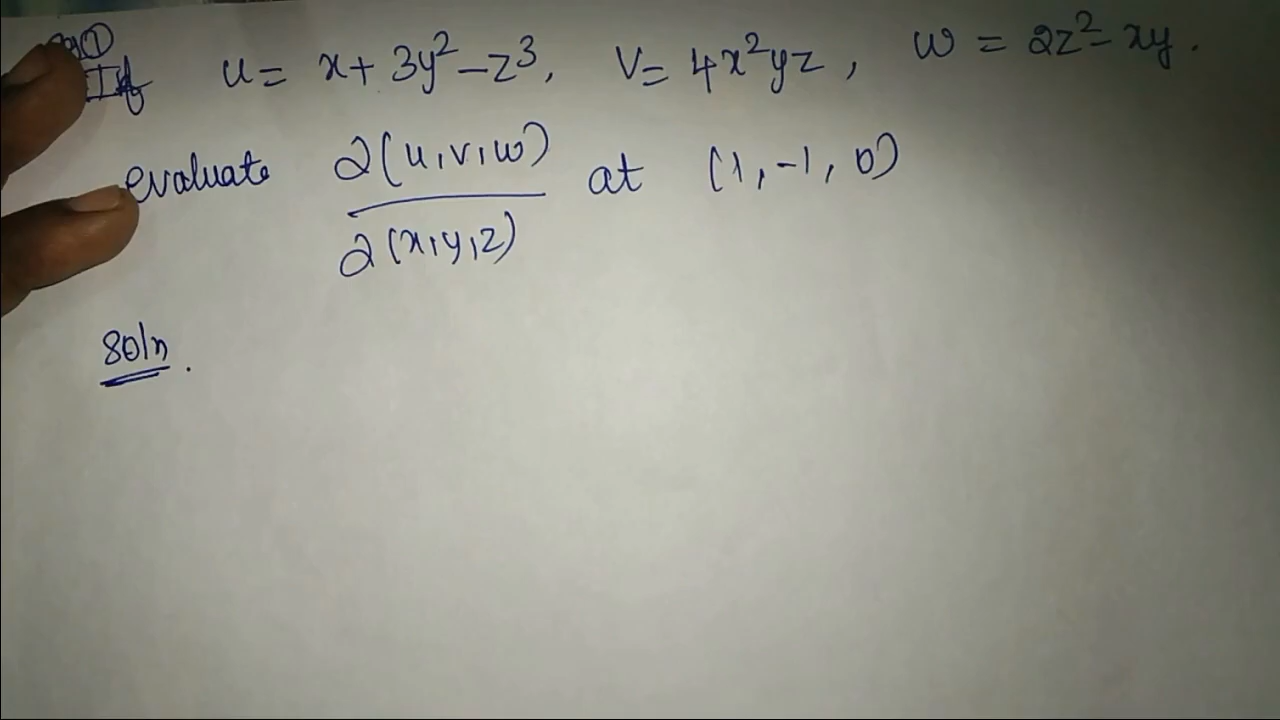 If u = x + 3y² - z³, v = 4x²yz, w = 2z² - xy.
evaluate ∂(u,v,w) / ∂(x,y,z) at (1, -1, 0)
Soln.